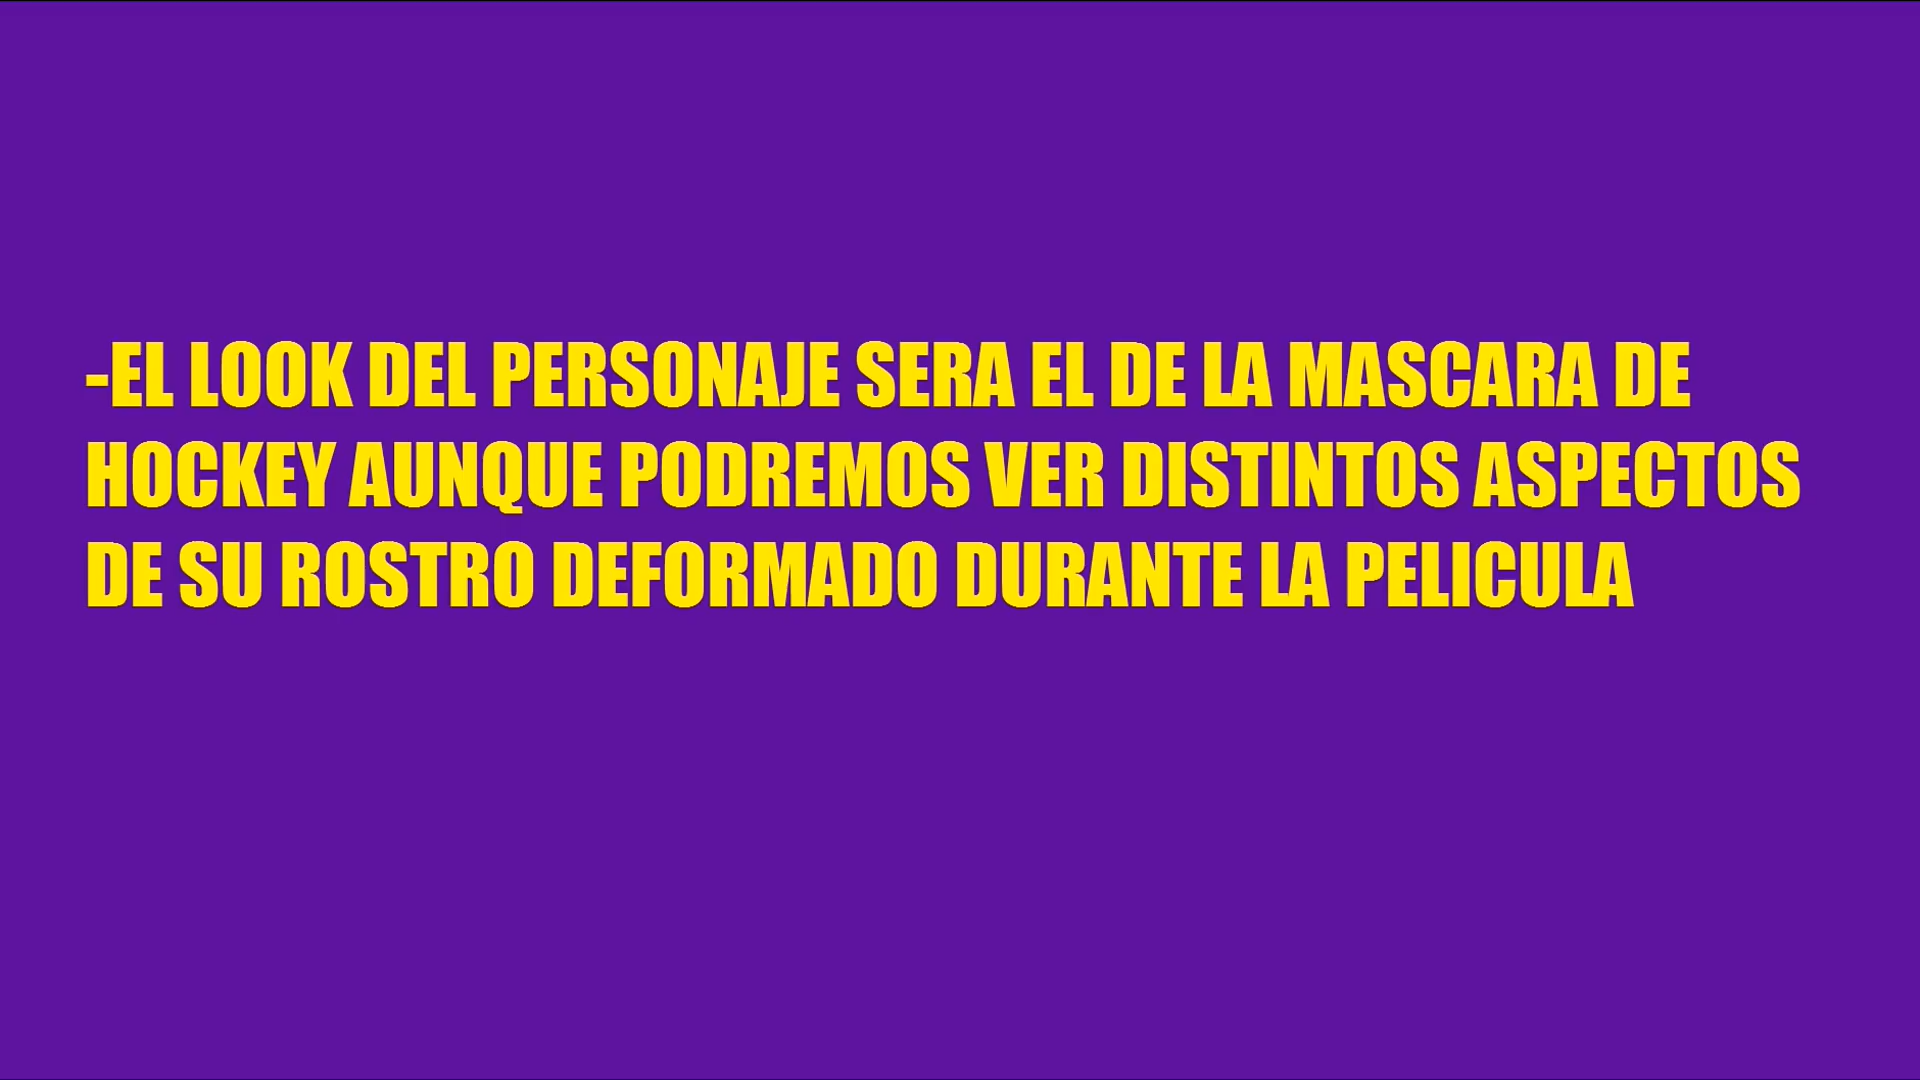 -EL LOOK DEL PERSONAJE SERA EL DE LA MASCARA DE
HOCKEY AUNQUE PODREMOS VER DISTINTOS ASPECTOS
DE SU ROSTRO DEFORMADO DURANTE LA PELICULA